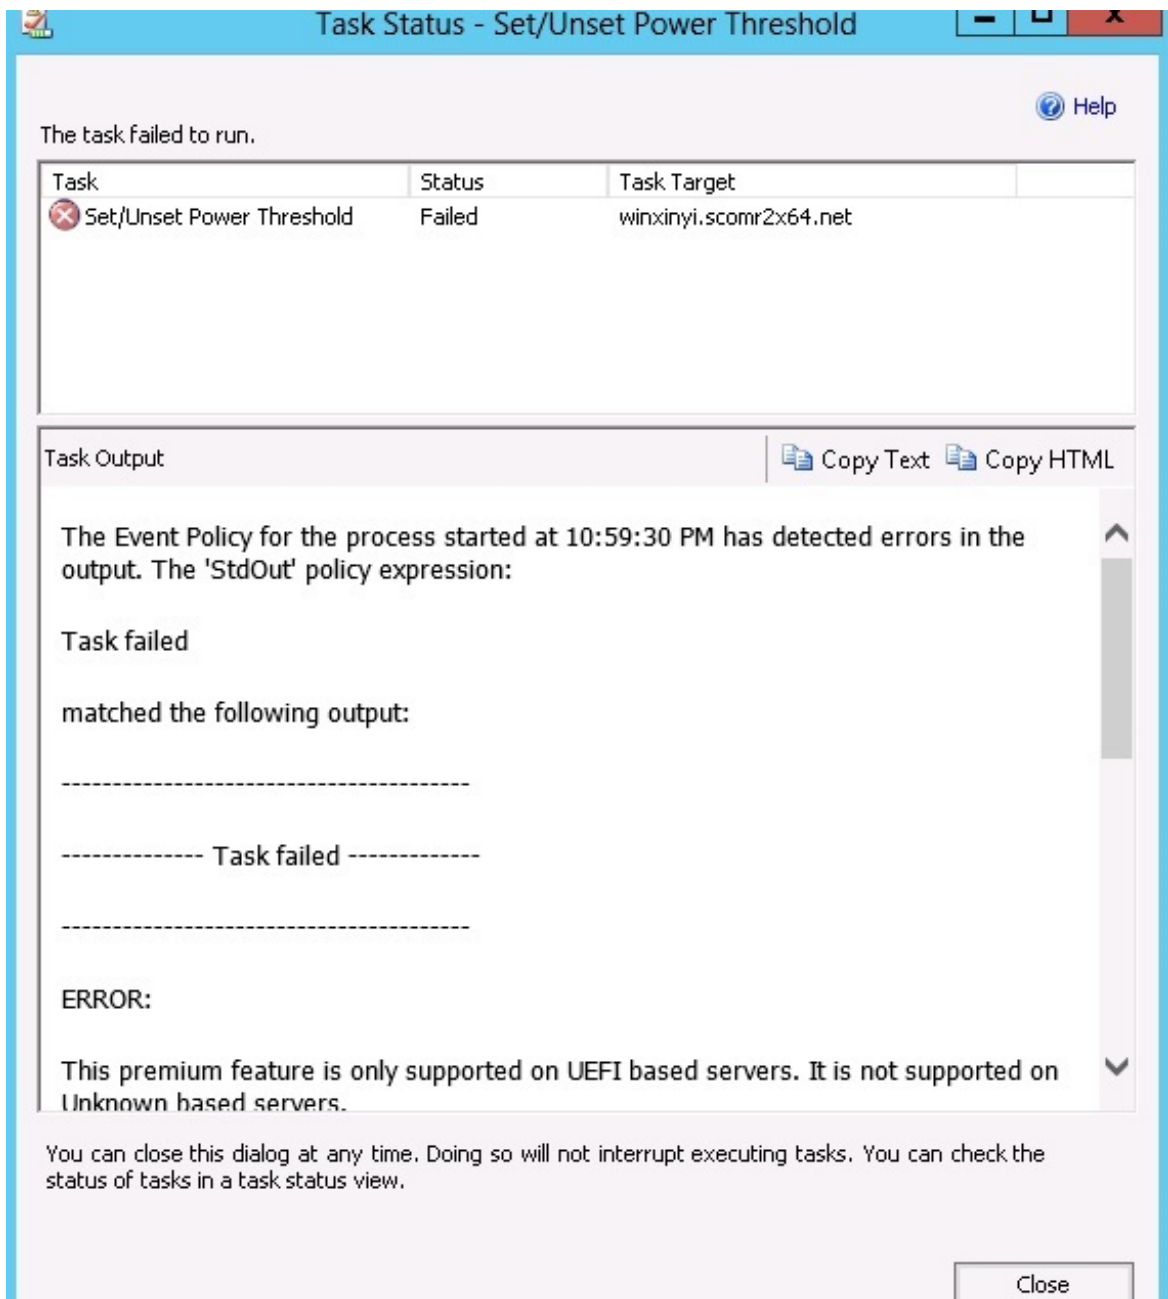 Task Status - Set/Unset Power Threshold
Help
The task failed to run.
Task Status Task Target
Set/Unset Power Threshold Failed winxinyi.scomr2x64.net
Task Output Copy Text Copy HTML
The Event Policy for the process started at 10:59:30 PM has detected errors in the
output. The 'StdOut' policy expression:
Task failed
matched the following output:
----------------------------------------
-------------- Task failed -------------
----------------------------------------
ERROR:
This premium feature is only supported on UEFI based servers. It is not supported on
Unknown based servers.
You can close this dialog at any time. Doing so will not interrupt executing tasks. You can check the
status of tasks in a task status view.
Close